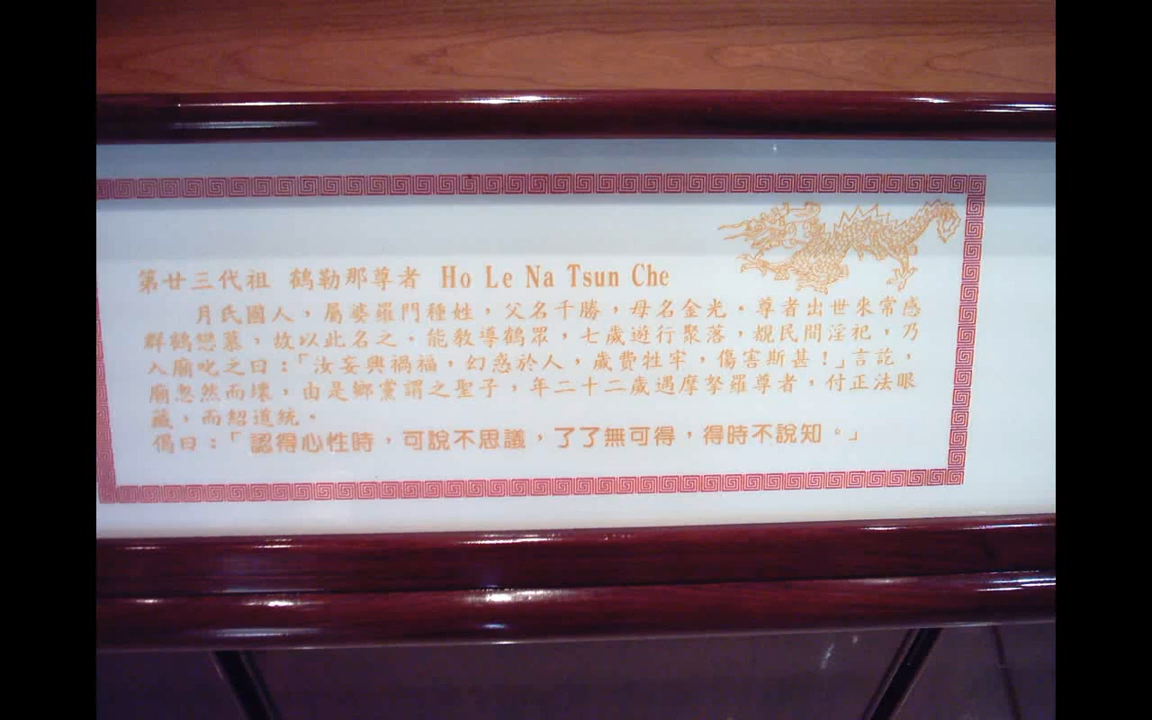 第廿三代祖 鶴勒那尊者 Ho Le Na Tsun Che
月氏國人，屬婆羅門種姓，父名千勝，母名金光。尊者出世來常感
群鶴戀慕，故以此名之。能教導鶴眾，七歲遊行聚落，覩民間淫祀，乃
入廟叱之曰：「汝妄興禍福，幻惑於人，歲費牲牢，傷害斯甚！」言訖，
廟忽然而壞，由是鄉黨謂之聖子，年二十二歲遇摩拏羅尊者，付正法眼
藏，而紹道統。
偈曰：「認得心性時，可說不思議，了了無可得，得時不說知。」